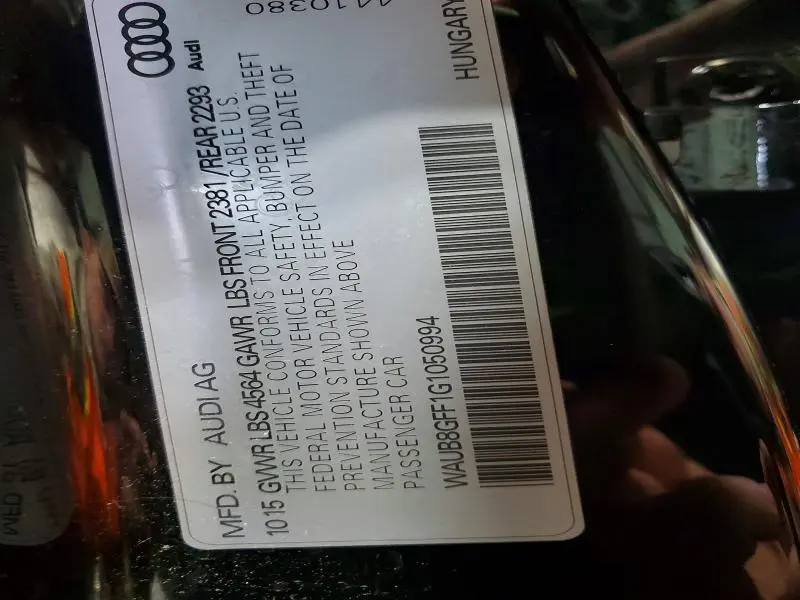 Audi
MFD. BY AUDI AG
1015 GVWR LBS 4564 GAWR LBS FRONT 2381 /REAR 2293
THIS VEHICLE CONFORMS TO ALL APPLICABLE U.S.
FEDERAL MOTOR VEHICLE SAFETY, BUMPER AND THEFT
PREVENTION STANDARDS IN EFFECT ON THE DATE OF
MANUFACTURE SHOWN ABOVE
PASSENGER CAR
WAUB8GFF1G1050994
HUNGARY